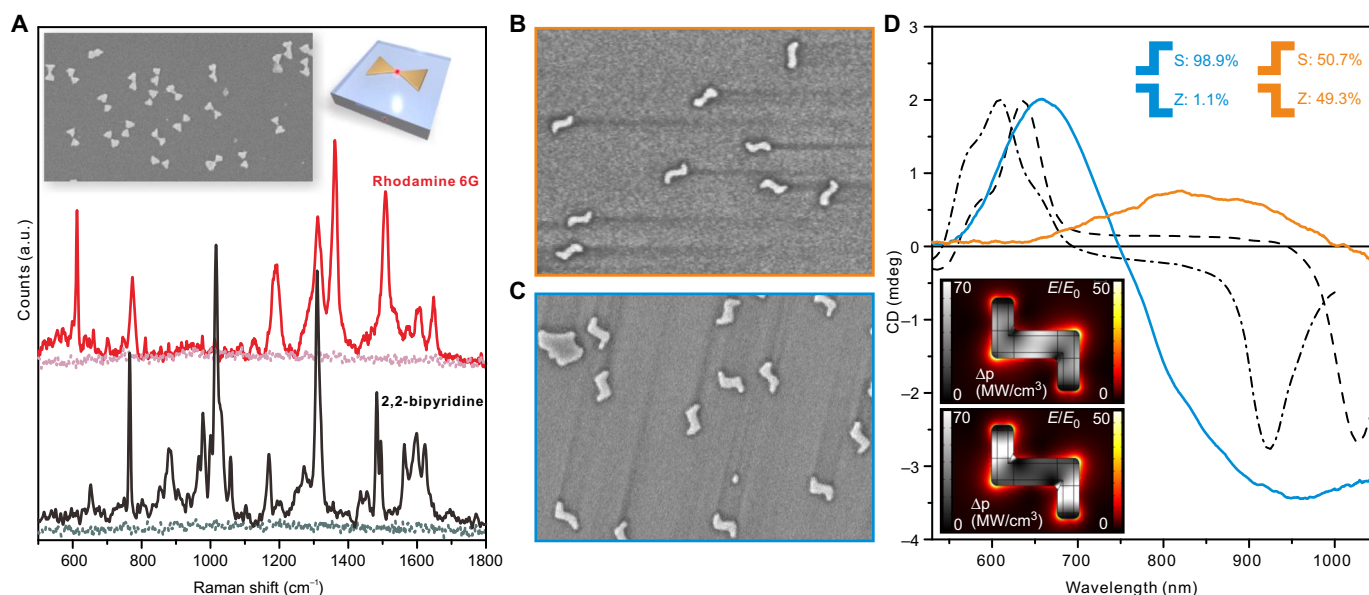 A
Rhodamine 6G
2,2-bipyridine
Counts (a.u.)
600 800 1000 1200 1400 1600 1800
Raman shift (cm⁻¹)
B
C
D
S: 98.9%
Z: 1.1%
S: 50.7%
Z: 49.3%
3
2
1
0
−1
−2
−3
−4
CD (mdeg)
70 E/E₀ 50
Δp
(MW/cm³)
0 0
70 E/E₀ 50
Δp
(MW/cm³)
0 0
600 700 800 900 1000
Wavelength (nm)